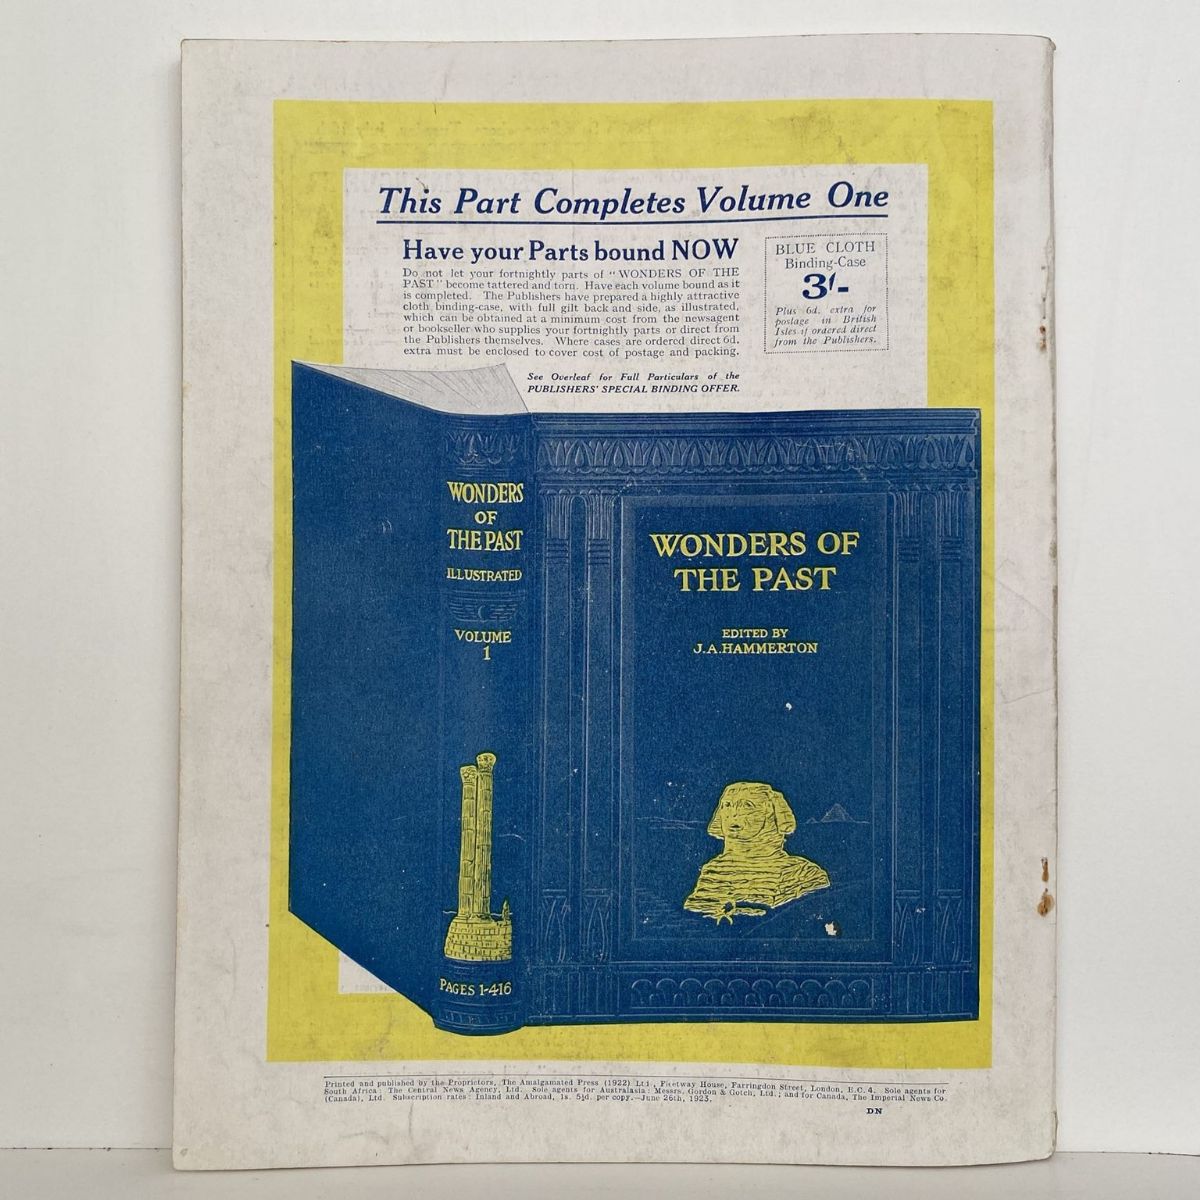 This Part Completes Volume One
Have your Parts bound NOW
Do not let your fortnightly parts of "WONDERS OF THE
PAST" become tattered and torn. Have each volume bound as it
is completed. The Publishers have prepared a highly attractive
cloth binding-case, with full gilt back and side, as illustrated,
which can be obtained at a minimum cost from the newsagent
or bookseller who supplies your fortnightly parts or direct from
the Publishers themselves. Where cases are ordered direct 6d.
extra must be enclosed to cover cost of postage and packing.
See Overleaf for Full Particulars of the
PUBLISHERS' SPECIAL BINDING OFFER.
BLUE CLOTH
Binding-Case
3/-
Plus 6d. extra for
postage in British
Isles if ordered direct
from the Publishers.
WONDERS
OF
THE PAST
ILLUSTRATED
VOLUME
1
PAGES 1-416
WONDERS OF
THE PAST
EDITED BY
J.A.HAMMERTON
Printed and published by the Proprietors, The Amalgamated Press (1922) Ltd., Fleetway House, Farringdon Street, London, E.C. 4. Sole agents for
South Africa: The Central News Agency, Ltd. Sole agents for Australasia: Messrs. Gordon & Gotch, Ltd.; and for Canada, The Imperial News Co.
(Canada), Ltd. Subscription rates: Inland and Abroad, 1s. 5½d. per copy.—June 26th, 1923.
DN